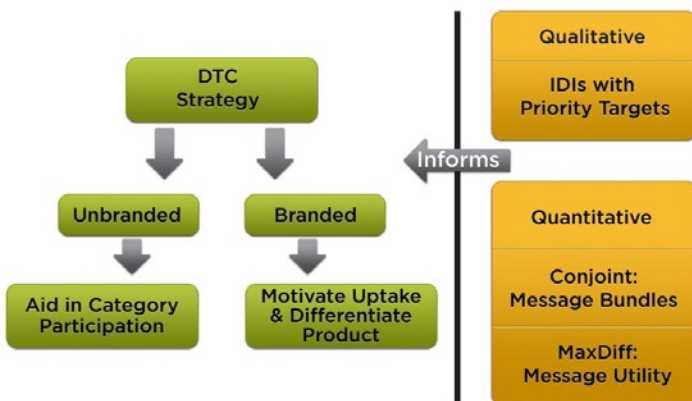 DTC
Strategy
Unbranded
Branded
Aid in Category
Participation
Motivate Uptake
& Differentiate
Product
Informs
Qualitative
IDIs with
Priority Targets
Quantitative
Conjoint:
Message Bundles
MaxDiff:
Message Utility